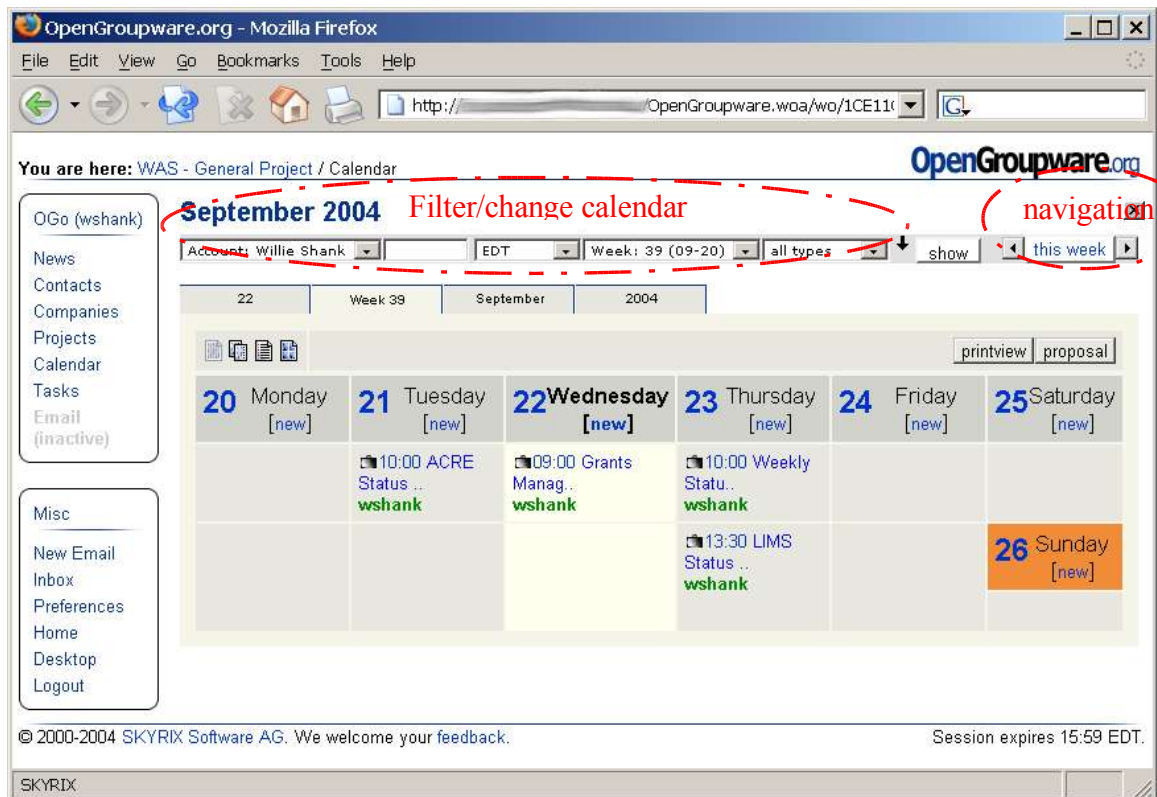 OpenGroupware.org - Mozilla Firefox
File Edit View Go Bookmarks Tools Help
http:// /OpenGroupware.woa/wo/1CE11( G
You are here: WAS - General Project / Calendar
OpenGroupware.org
OGo (wshank)
News
Contacts
Companies
Projects
Calendar
Tasks
Email
(inactive)
Misc
New Email
Inbox
Preferences
Home
Desktop
Logout
September 2004 Filter/change calendar navigation
Account: Willie Shank EDT Week: 39 (09-20) all types show this week
22 Week 39 September 2004
printview proposal
20 Monday [new]
21 Tuesday [new]
22 Wednesday [new]
23 Thursday [new]
24 Friday [new]
25 Saturday [new]
10:00 ACRE
Status ..
wshank
09:00 Grants
Manag..
wshank
10:00 Weekly
Statu..
wshank
13:30 LIMS
Status ..
wshank
26 Sunday
[new]
© 2000-2004 SKYRIX Software AG. We welcome your feedback. Session expires 15:59 EDT.
SKYRIX